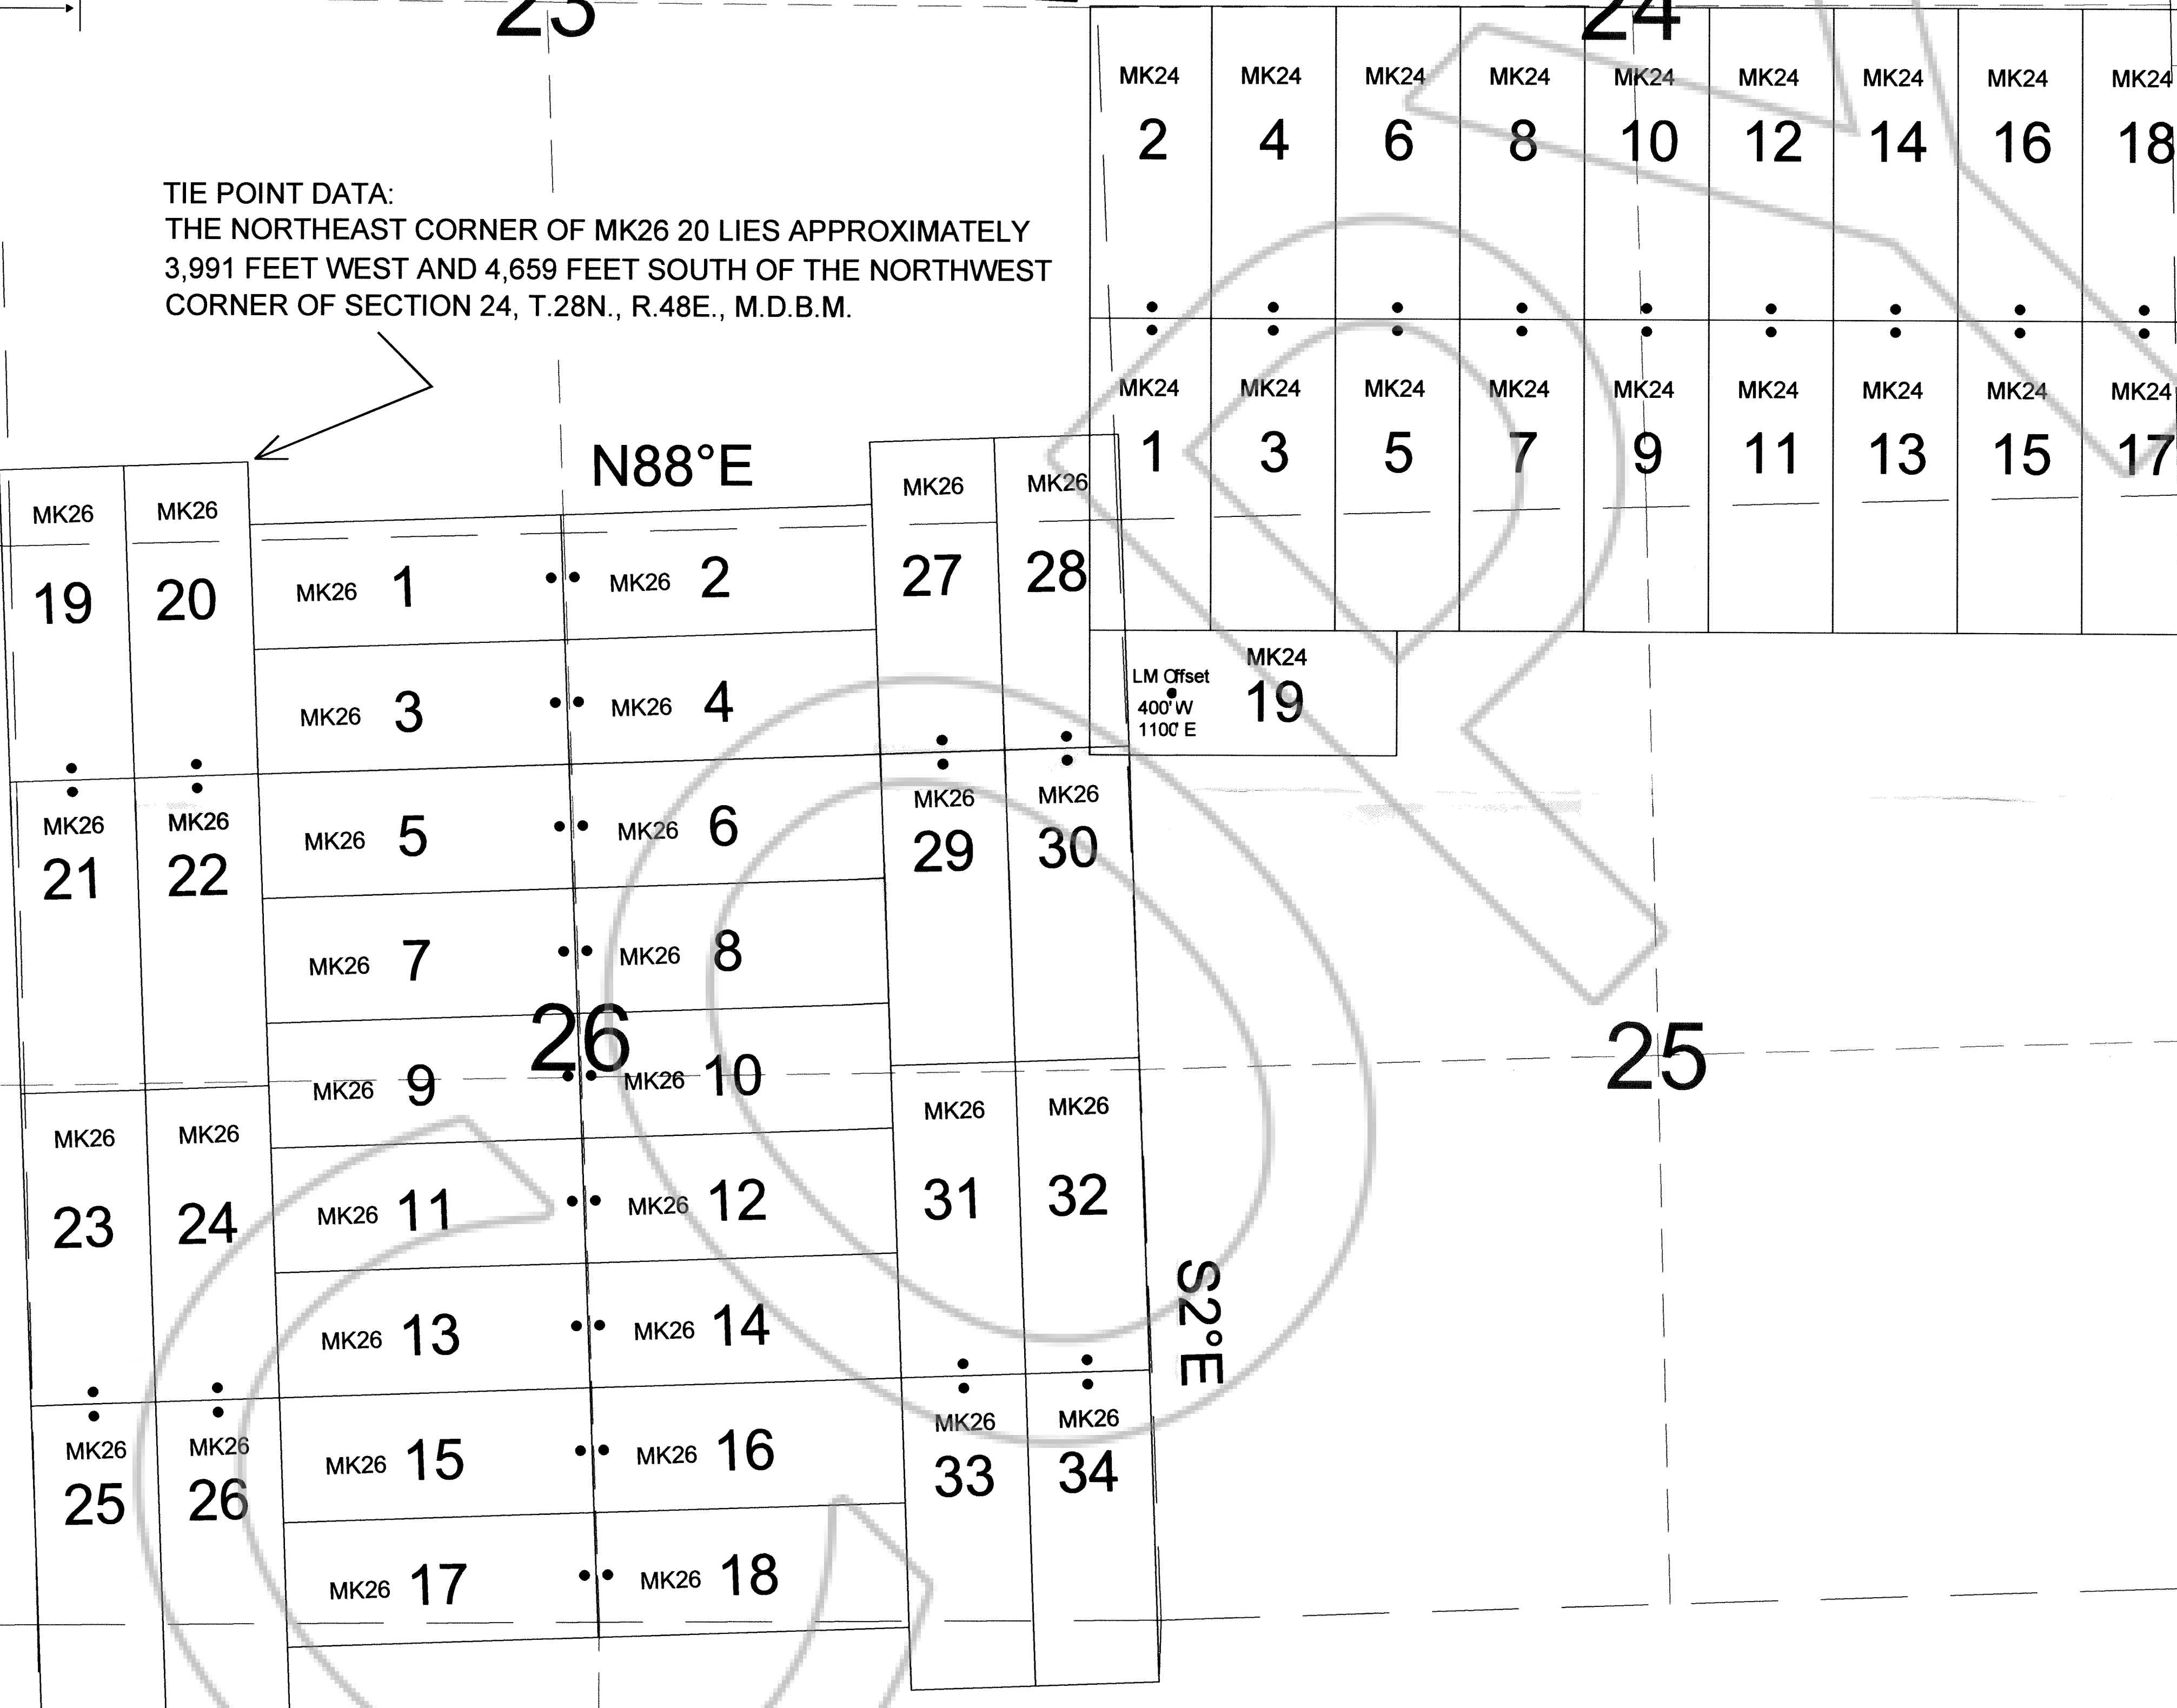 23
24
MK24 MK24 MK24 MK24 MK24 MK24 MK24 MK24 MK24
2 4 6 8 10 12 14 16 18
TIE POINT DATA:
THE NORTHEAST CORNER OF MK26 20 LIES APPROXIMATELY
3,991 FEET WEST AND 4,659 FEET SOUTH OF THE NORTHWEST
CORNER OF SECTION 24, T.28N., R.48E., M.D.B.M.
MK24 MK24 MK24 MK24 MK24 MK24 MK24 MK24 MK24
1 3 5 7 9 11 13 15 17
N88°E
MK26 MK26 MK26 MK26
19 20 27 28
MK26 1 MK26 2
MK24
LM Offset 19
400' W
1100' E
MK26 3 MK26 4
MK26 MK26 MK26 MK26
21 22 29 30
MK26 5 MK26 6
MK26 7 MK26 8
26
25
MK26 9 MK26 10
MK26 MK26 MK26 MK26
23 24 31 32
MK26 11 MK26 12
S2°E
MK26 13 MK26 14
MK26 MK26 MK26 MK26
25 26 33 34
MK26 15 MK26 16
MK26 17 MK26 18